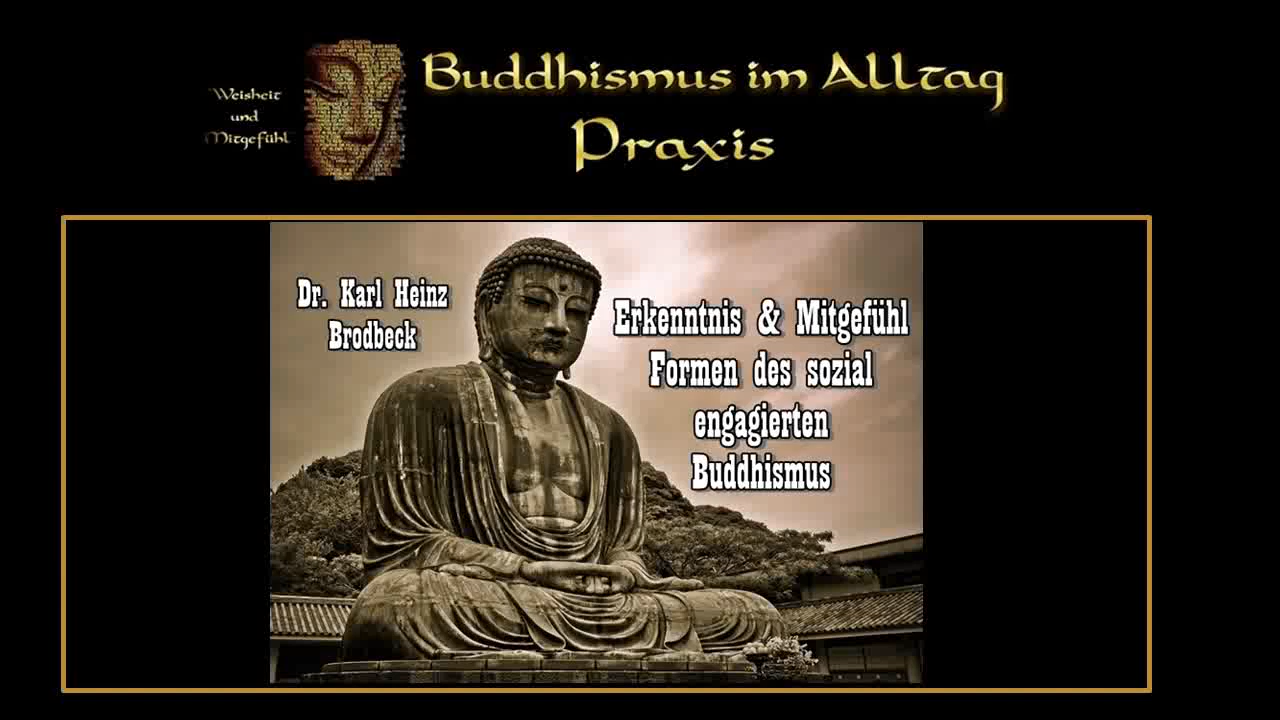 Weisheit
und
Mitgefühl
Buddhismus im Alltag
Praxis
Dr. Karl Heinz
Brodbeck
Erkenntnis & Mitgefühl
Formen des sozial
engagierten
Buddhismus